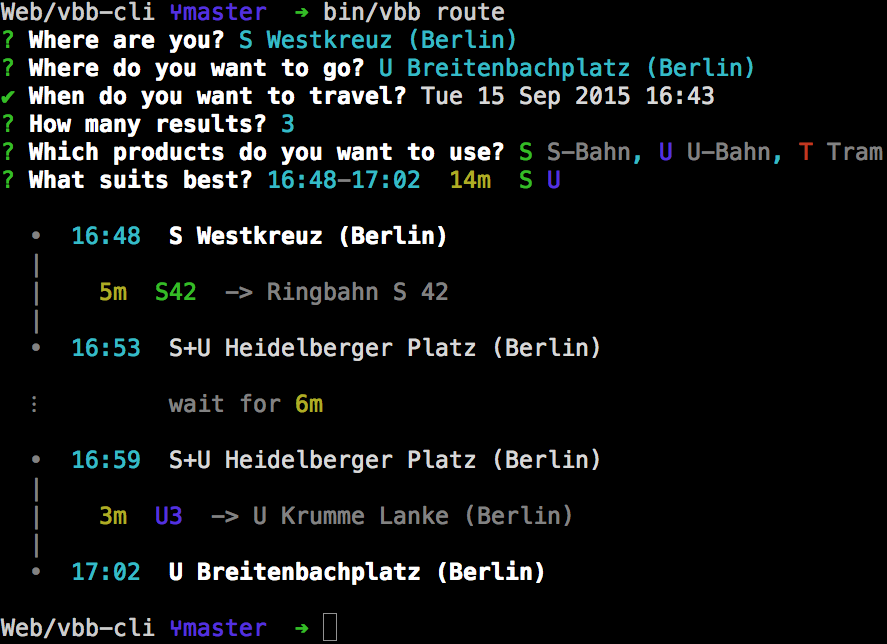 Web/vbb-cli Ⲯmaster ➔ bin/vbb route
? Where are you? S Westkreuz (Berlin)
? Where do you want to go? U Breitenbachplatz (Berlin)
✔ When do you want to travel? Tue 15 Sep 2015 16:43
? How many results? 3
? Which products do you want to use? S S-Bahn, U U-Bahn, T Tram
? What suits best? 16:48-17:02 14m S U
• 16:48 S Westkreuz (Berlin)
|
| 5m S42 —> Ringbahn S 42
|
• 16:53 S+U Heidelberger Platz (Berlin)
⋮ wait for 6m
• 16:59 S+U Heidelberger Platz (Berlin)
|
| 3m U3 —> U Krumme Lanke (Berlin)
|
• 17:02 U Breitenbachplatz (Berlin)
Web/vbb-cli Ⲯmaster ➔